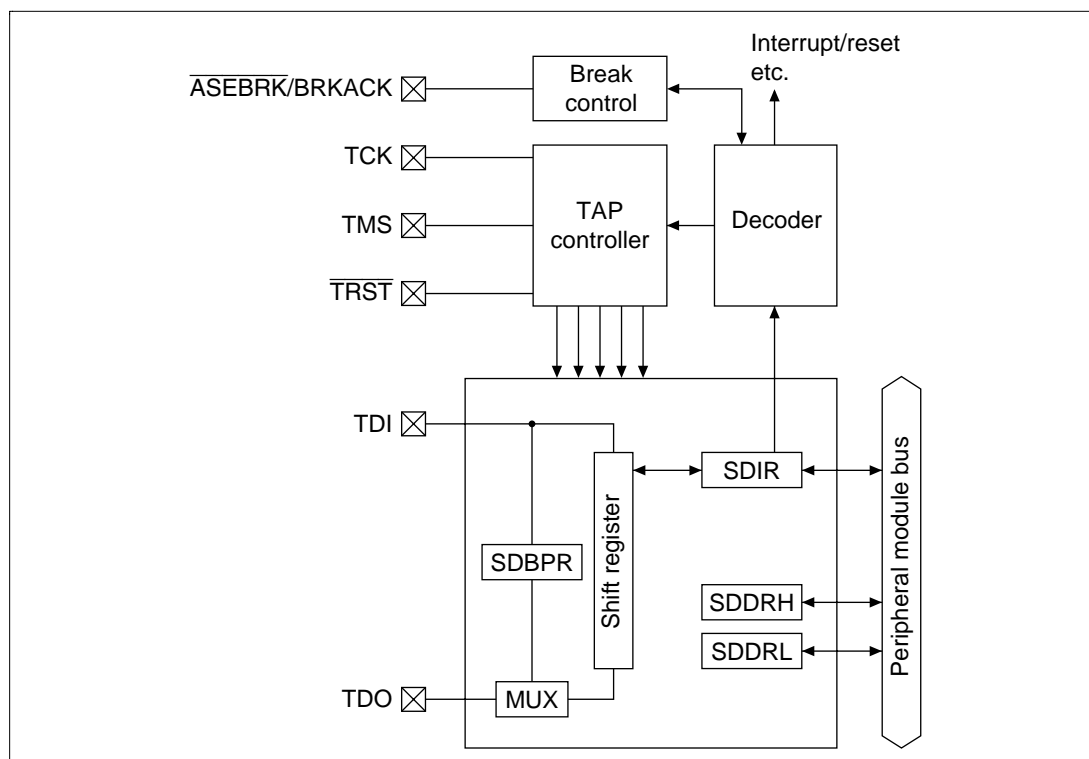 Interrupt/reset
etc.
ASEBRK/BRKACK
Break
control
TCK
TMS
TRST
TAP
controller
Decoder
TDI
SDIR
Shift register
SDBPR
SDDRH
SDDRL
Peripheral module bus
TDO
MUX